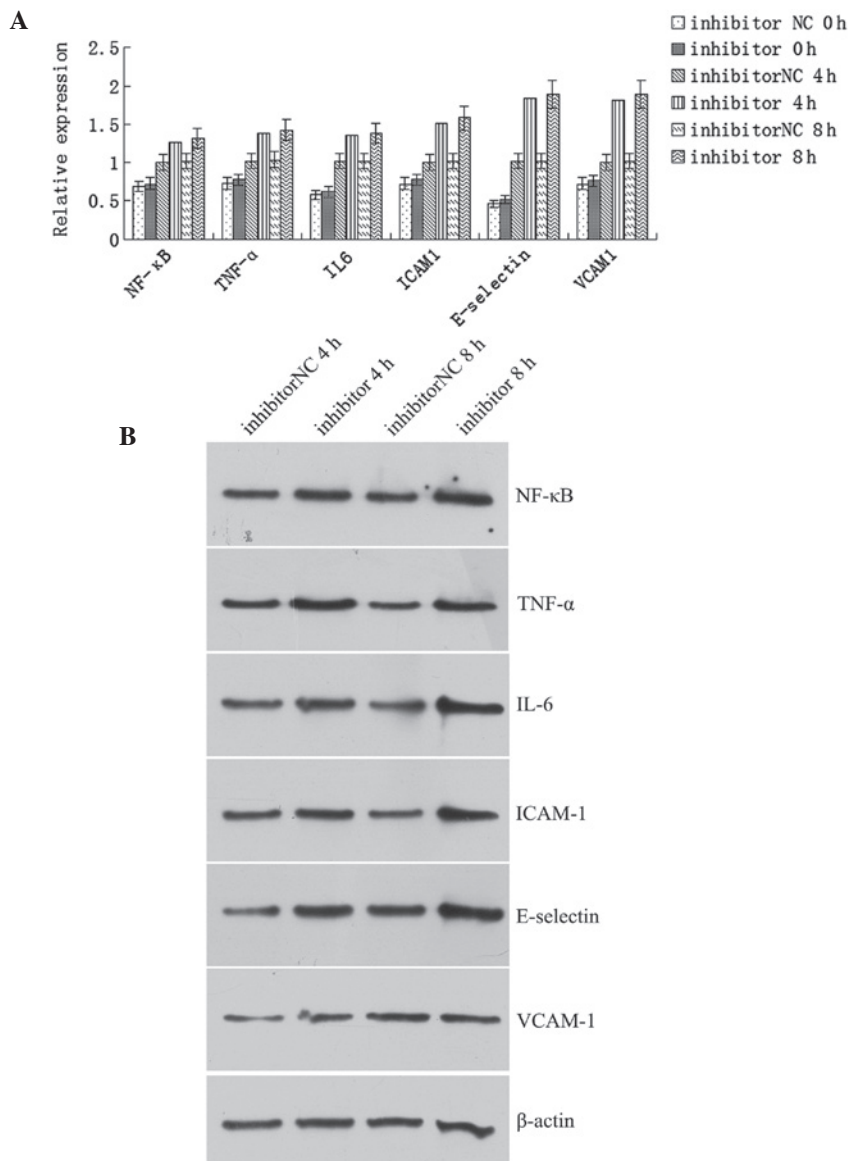 A
inhibitor NC 0h
inhibitor 0h
inhibitorNC 4h
inhibitor 4h
inhibitorNC 8h
inhibitor 8h
Relative expression
2.5
2
1.5
1
0.5
0
NF-κB
TNF-α
IL6
ICAM1
E-selectin
VCAM1
B
inhibitorNC 4 h
inhibitor 4 h
inhibitorNC 8 h
inhibitor 8 h
NF-κB
TNF-α
IL-6
ICAM-1
E-selectin
VCAM-1
β-actin